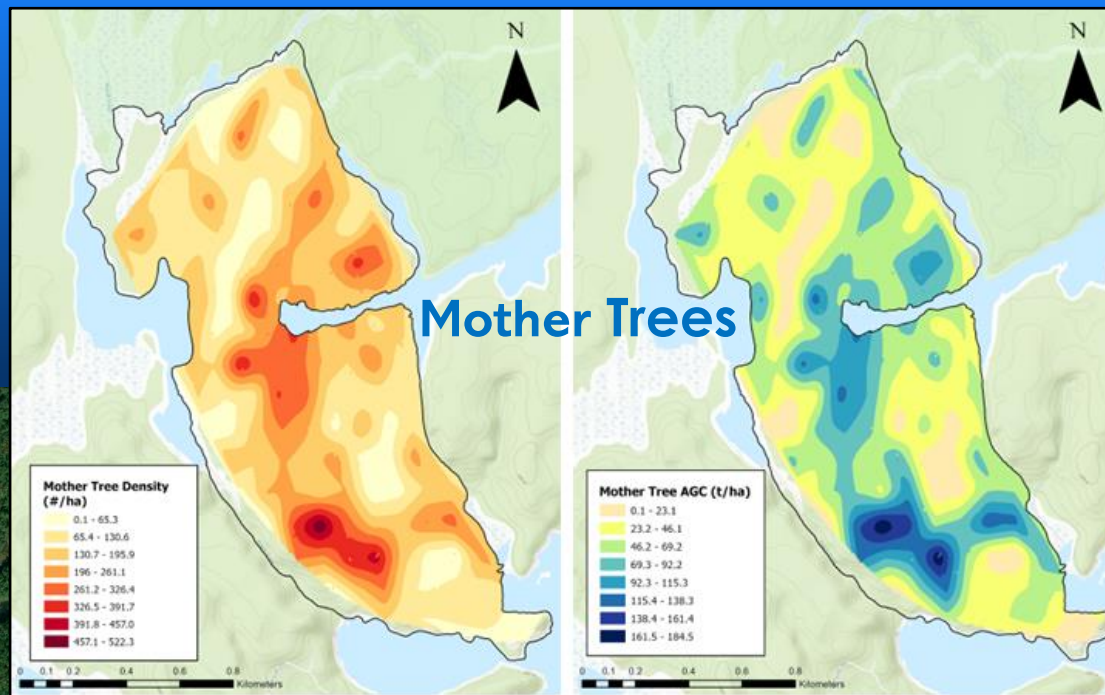 N
N
Mother Trees
Mother Tree Density
(#/ha)
0.1 - 65.3
65.4 - 130.6
130.7 - 195.9
196 - 261.1
261.2 - 326.4
326.5 - 391.7
391.8 - 457.0
457.1 - 522.3
0 0.1 0.2 0.4 0.6 0.8
Kilometers
Mother Tree AGC (t/ha)
0.1 - 23.1
23.2 - 46.1
46.2 - 69.2
69.3 - 92.2
92.3 - 115.3
115.4 - 138.3
138.4 - 161.4
161.5 - 184.5
0 0.1 0.2 0.4 0.6 0.8
Kilometers